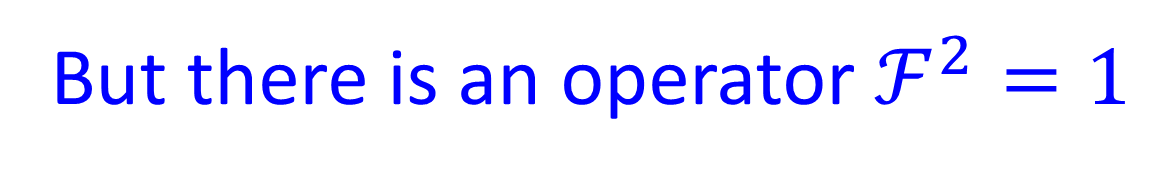 But there is an operator ℱ² = 1